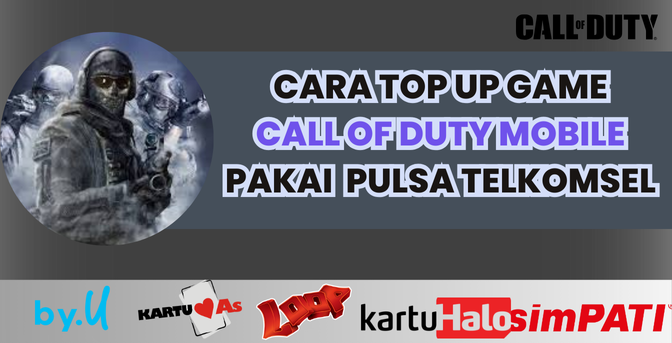 CALL OF DUTY
CARA TOP UP GAME
CALL OF DUTY MOBILE
PAKAI PULSA TELKOMSEL
by.U
KARTU As
LOOP
kartuHalo
simPATI